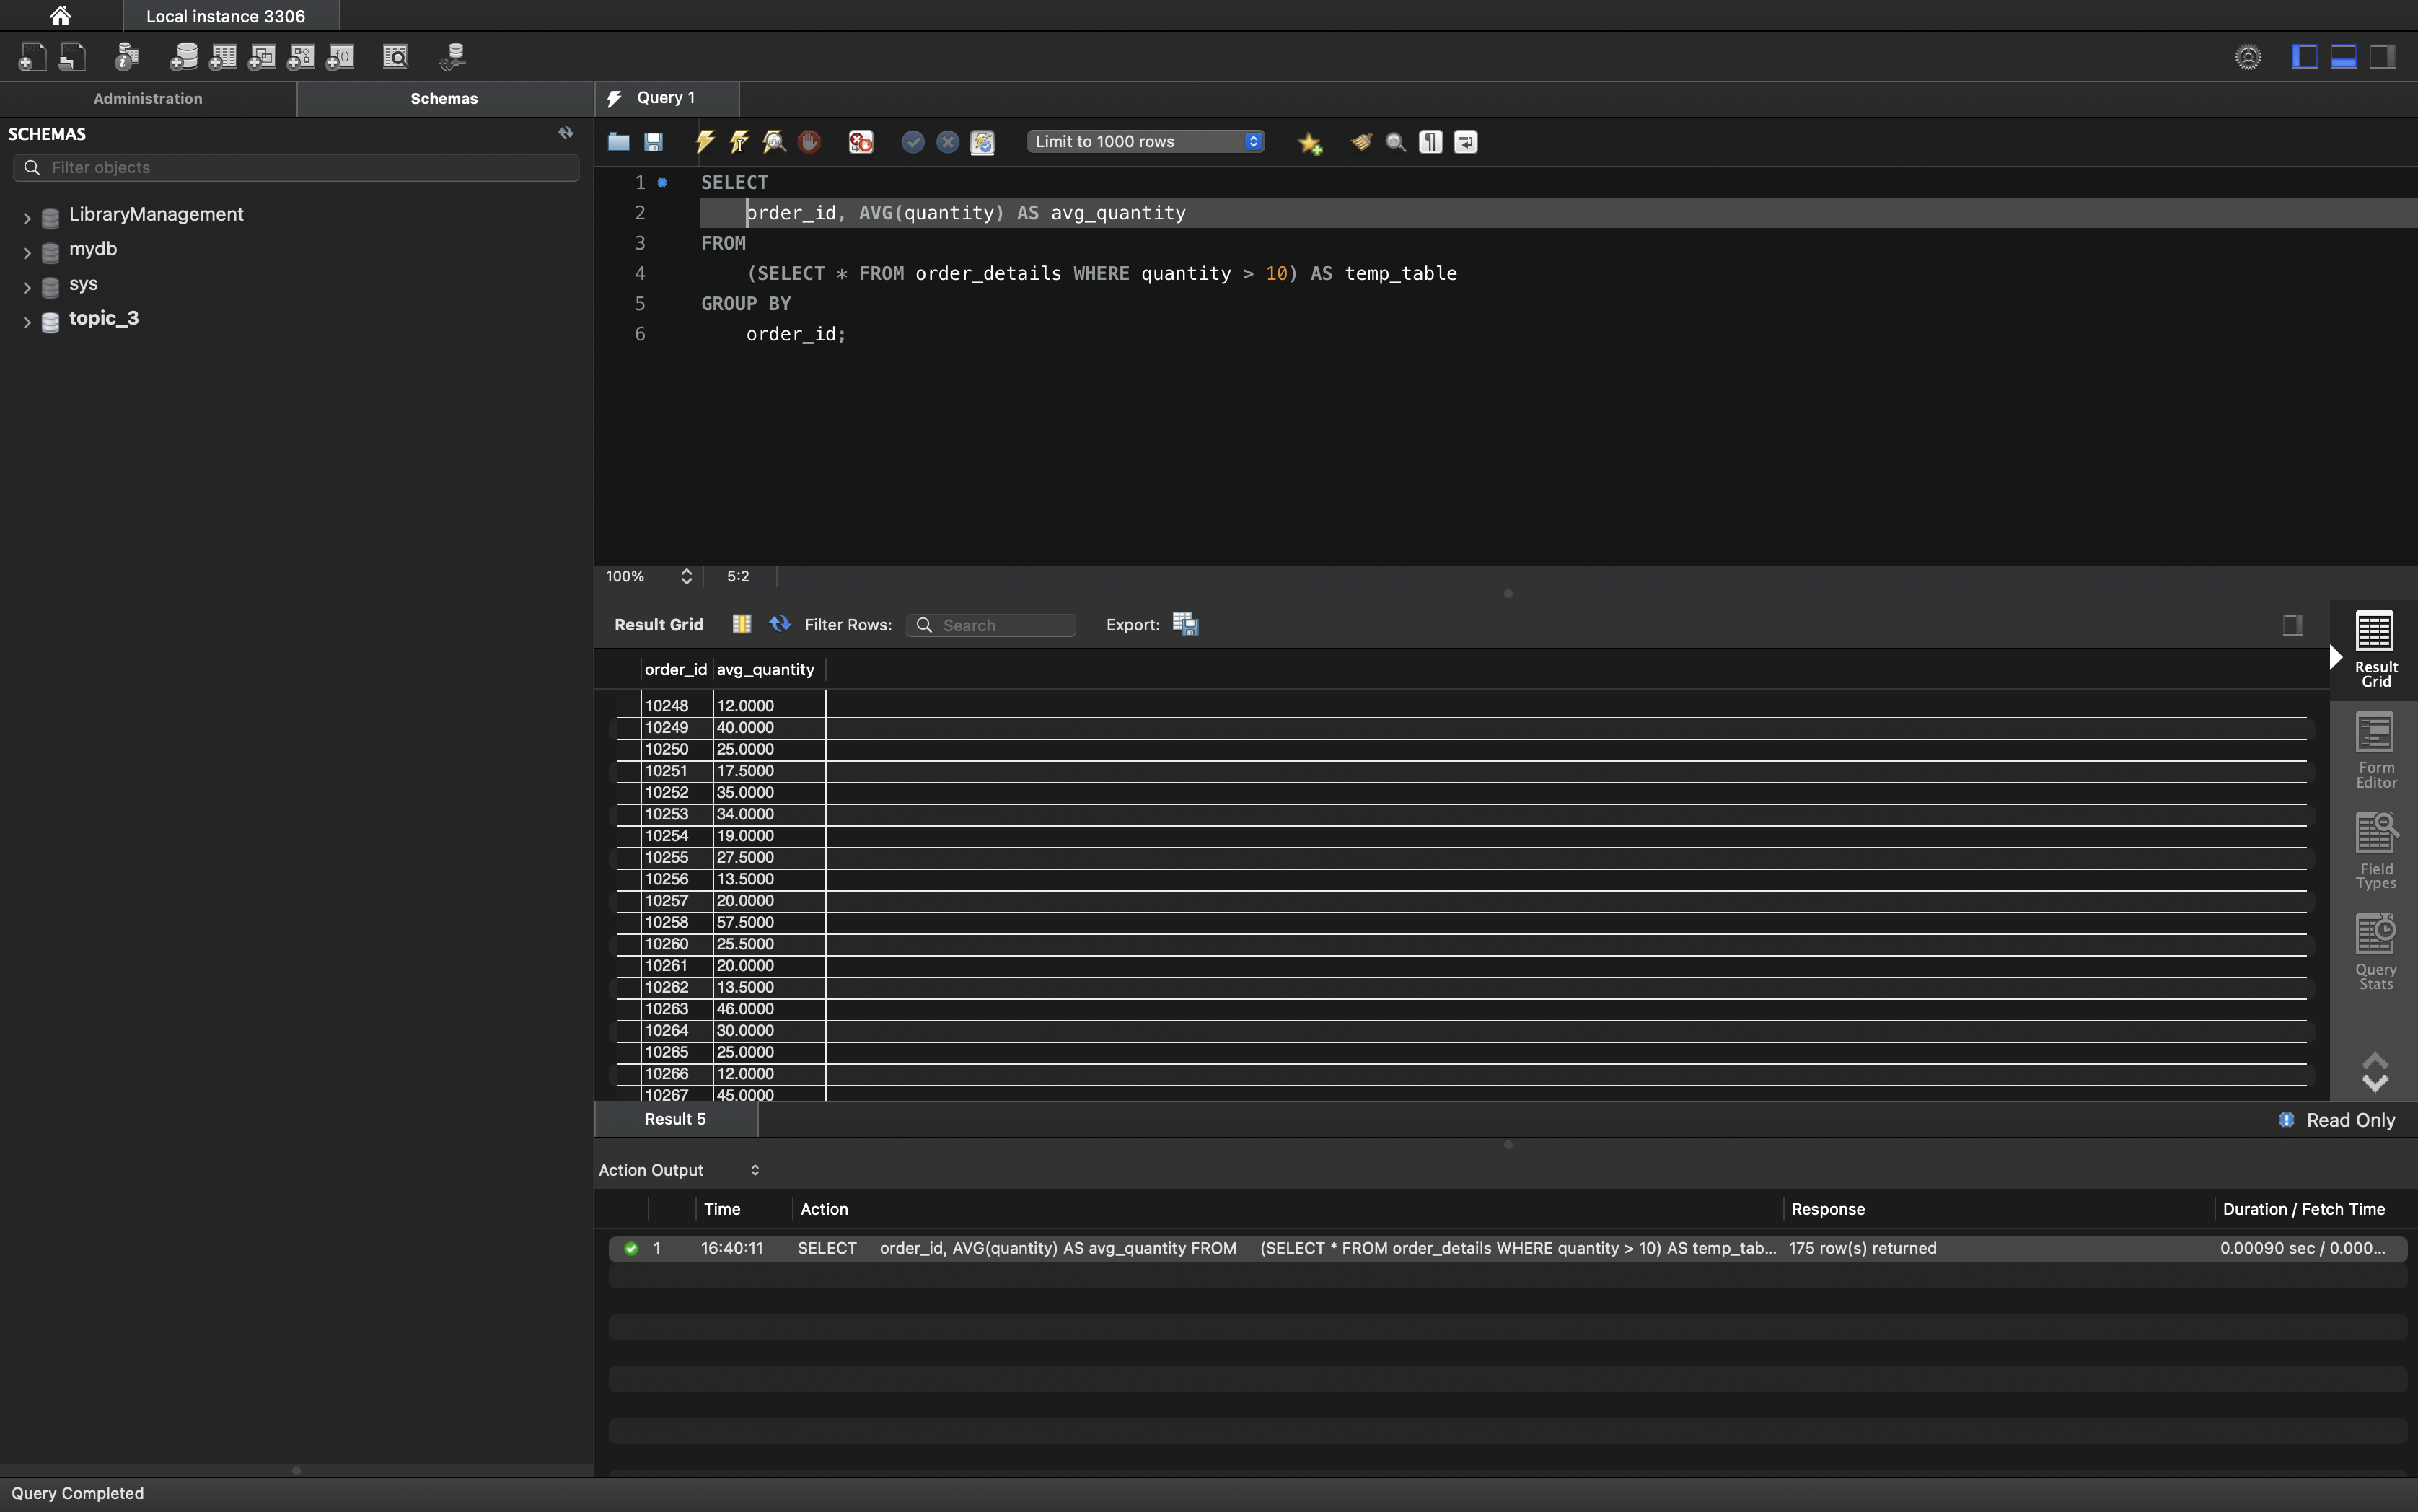 Local instance 3306
Administration
Schemas
Query 1
SCHEMAS
Filter objects
LibraryManagement
mydb
sys
topic_3
Limit to 1000 rows
1 SELECT
2 order_id, AVG(quantity) AS avg_quantity
3 FROM
4 (SELECT * FROM order_details WHERE quantity > 10) AS temp_table
5 GROUP BY
6 order_id;
100% 5:2
Result Grid Filter Rows: Search Export:
order_id avg_quantity
10248 12.0000
10249 40.0000
10250 25.0000
10251 17.5000
10252 35.0000
10253 34.0000
10254 19.0000
10255 27.5000
10256 13.5000
10257 20.0000
10258 57.5000
10260 25.5000
10261 20.0000
10262 13.5000
10263 46.0000
10264 30.0000
10265 25.0000
10266 12.0000
10267 45.0000
Result
Grid
Form
Editor
Field
Types
Query
Stats
Result 5
Read Only
Action Output
Time Action Response Duration / Fetch Time
1 16:40:11 SELECT order_id, AVG(quantity) AS avg_quantity FROM (SELECT * FROM order_details WHERE quantity > 10) AS temp_tab... 175 row(s) returned 0.00090 sec / 0.000...
Query Completed